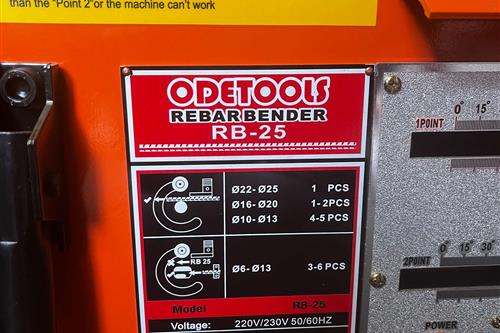 than the "Point 2"or the machine can't work
ODETOOLS
REBAR BENDER
RB-25
Ø22- Ø25 1 PCS
Ø16- Ø20 1- 2PCS
Ø10- Ø13 4-5 PCS
RB 25
Ø6- Ø13 3-6 PCS
Model RB-25
Voltage: 220V/230V 50/60HZ
0° 15°
1POINT
0° 15 30
2POINT
POWER